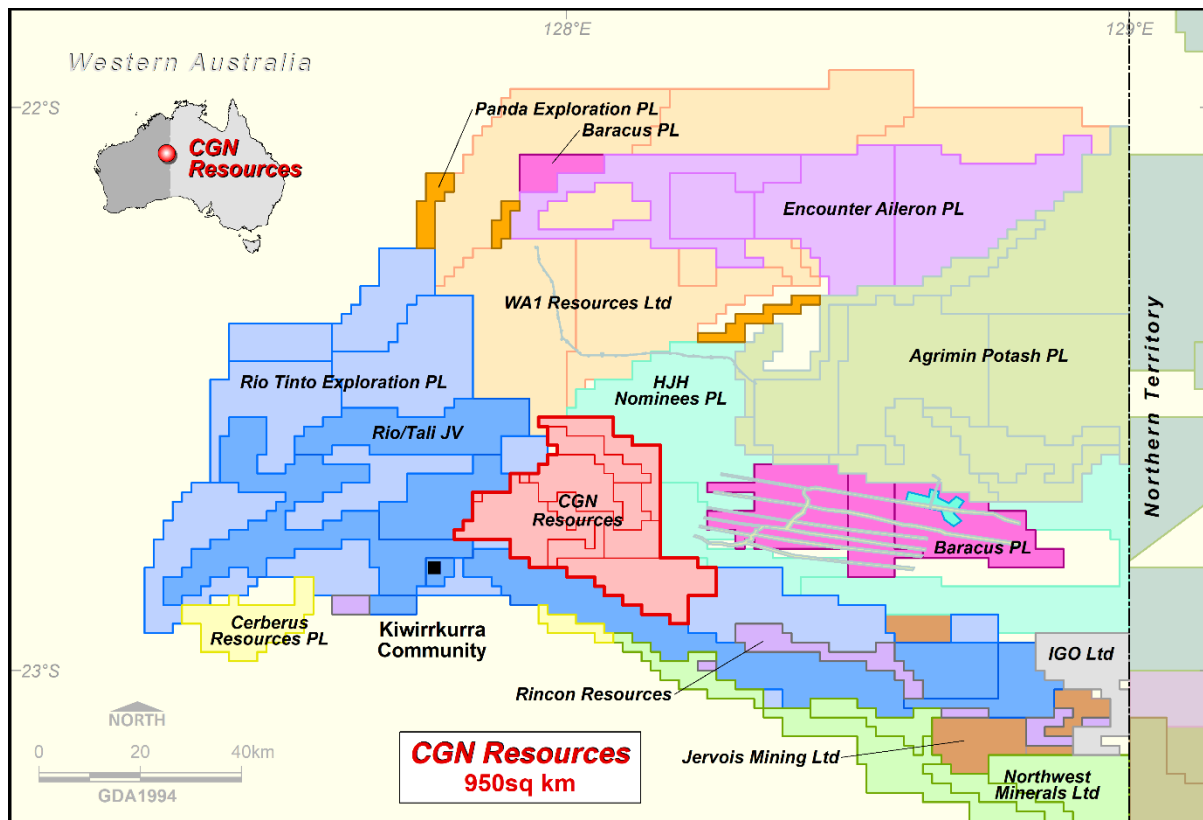 128°E
129°E
Western Australia
22°S
Panda Exploration PL
Baracus PL
CGN
Resources
Encounter Aileron PL
WA1 Resources Ltd
Agrimin Potash PL
Northern Territory
Rio Tinto Exploration PL
HJH
Nominees PL
Rio/Tali JV
CGN
Resources
Baracus PL
Cerberus
Resources PL
Kiwirrkurra
Community
IGO Ltd
23°S
Rincon Resources
NORTH
0 20 40km
GDA1994
CGN Resources
950sq km
Jervois Mining Ltd
Northwest
Minerals Ltd